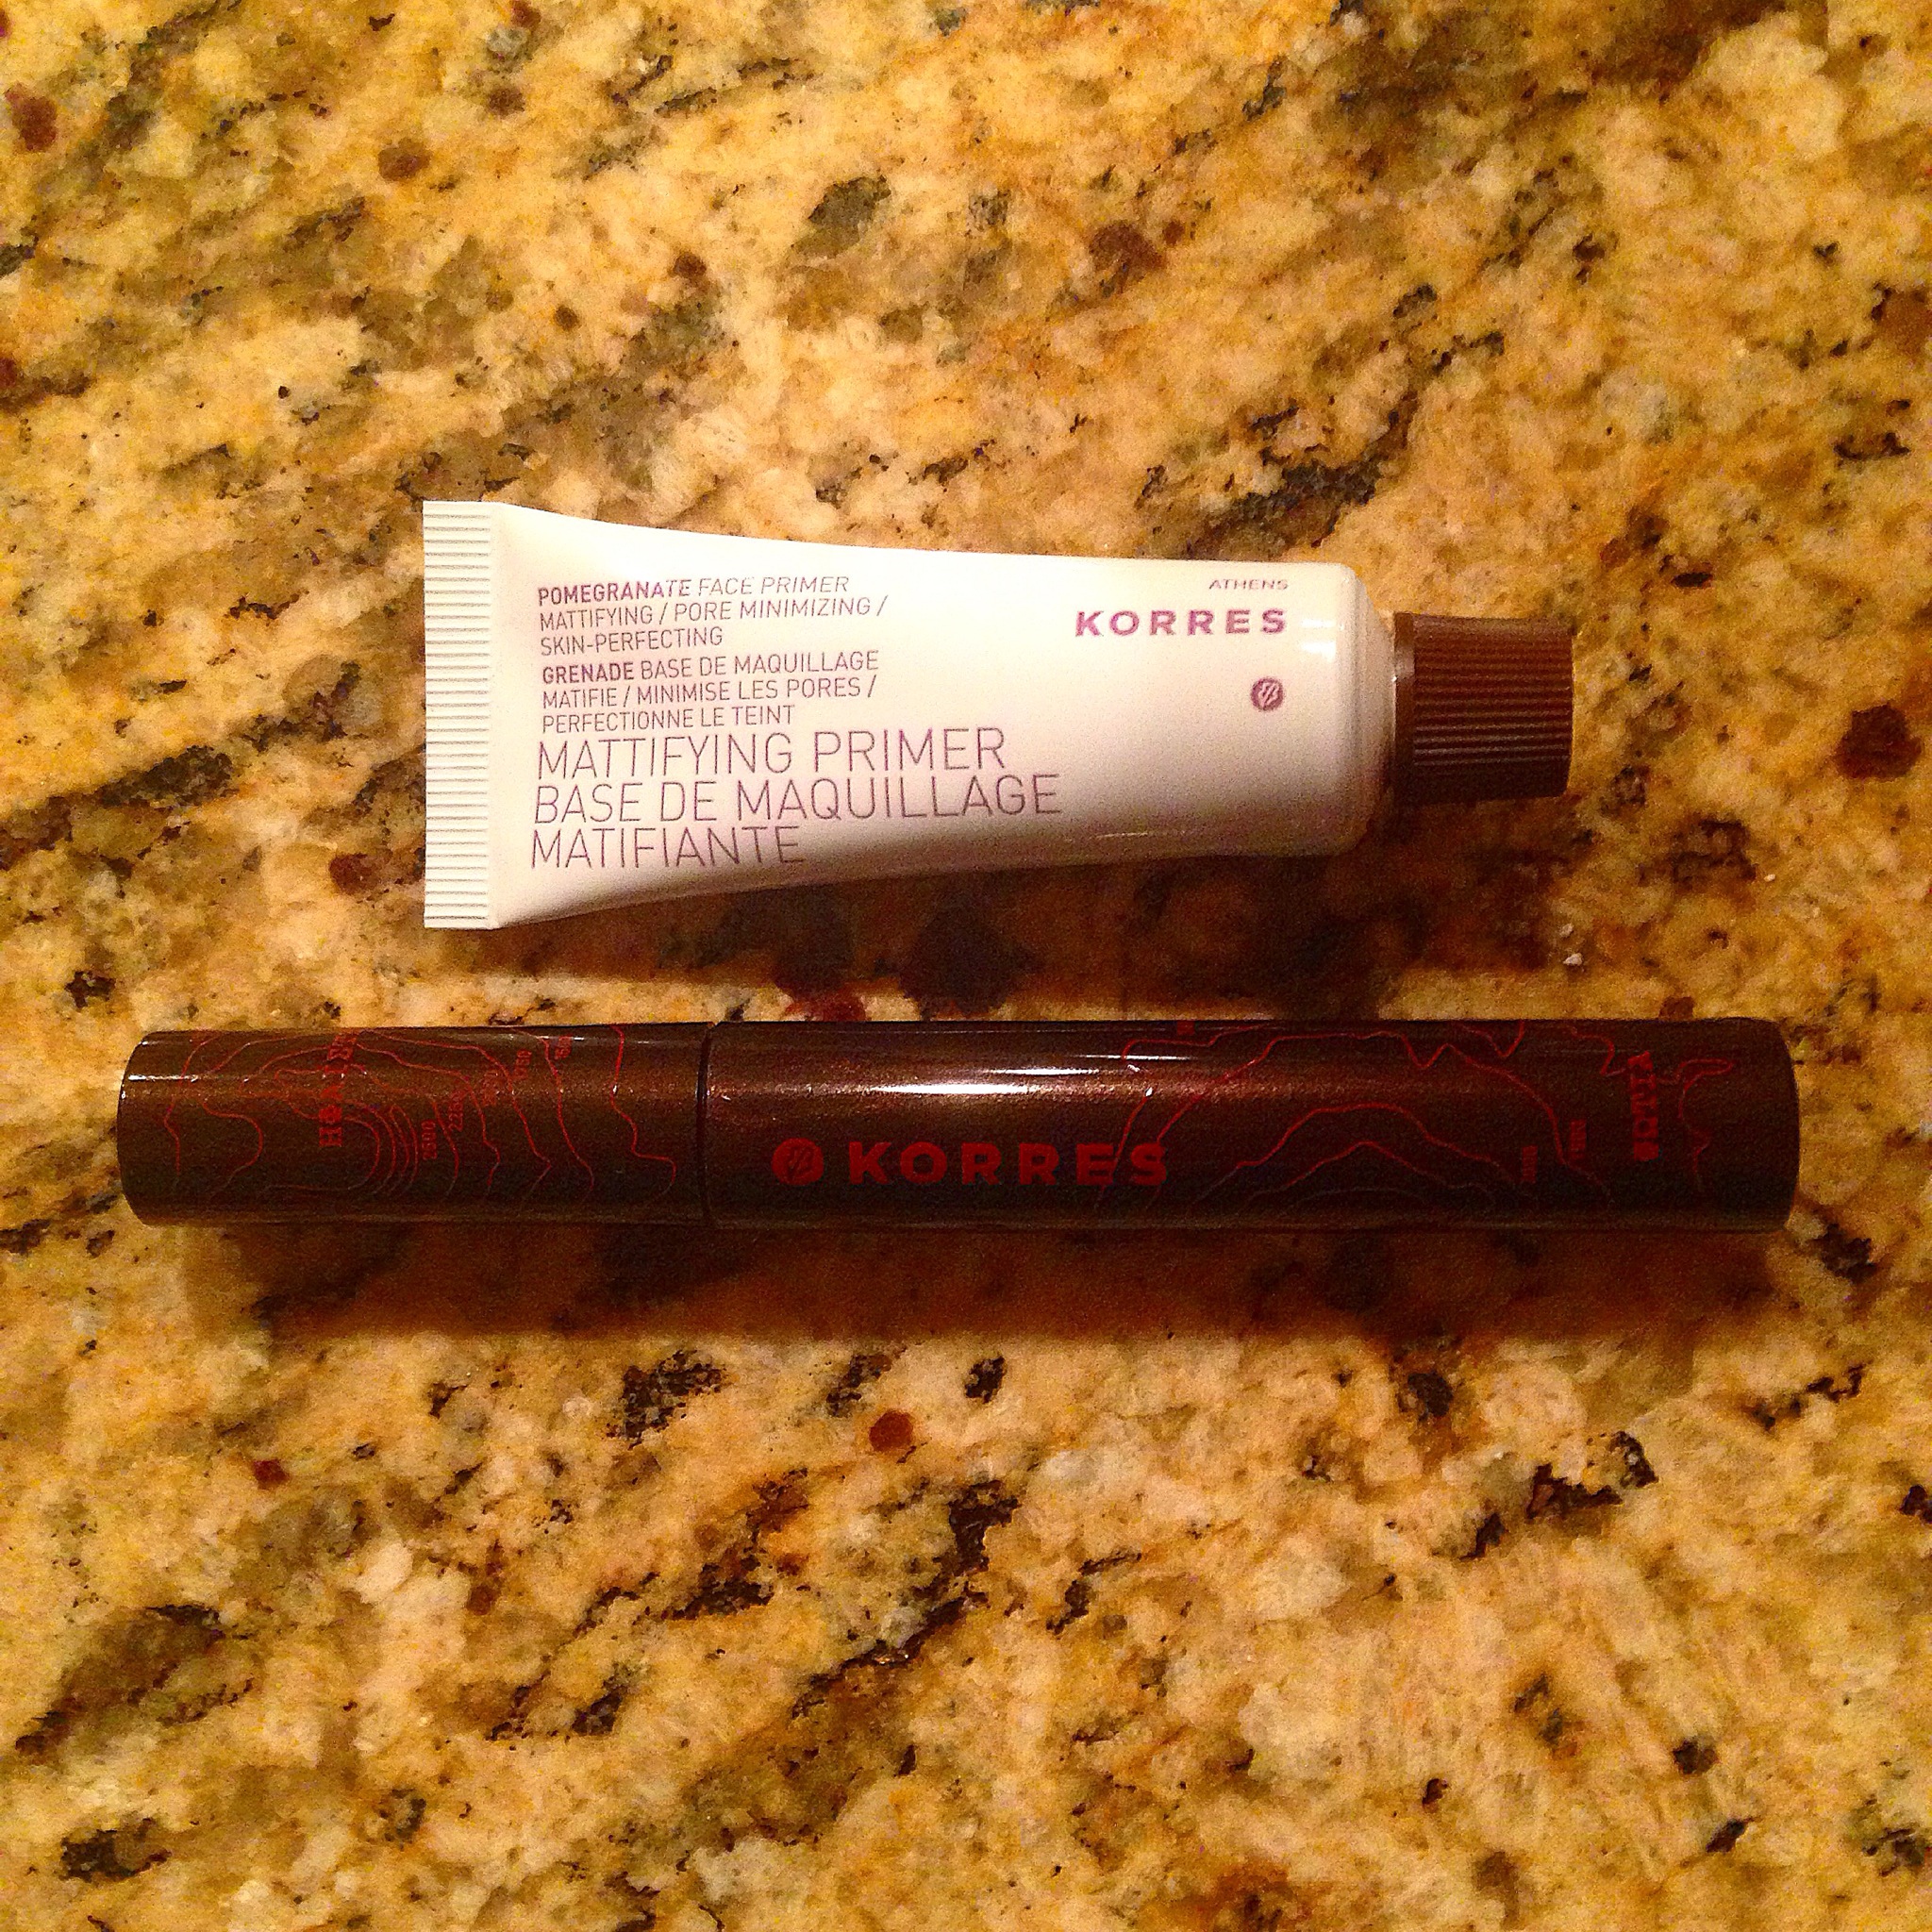 POMEGRANATE FACE PRIMER
MATTIFYING / PORE MINIMIZING /
SKIN-PERFECTING
GRENADE BASE DE MAQUILLAGE
MATIFIE / MINIMISE LES PORES /
PERFECTIONNE LE TEINT
MATTIFYING PRIMER
BASE DE MAQUILLAGE
MATIFIANTE
ATHENS
KORRES
KORRES